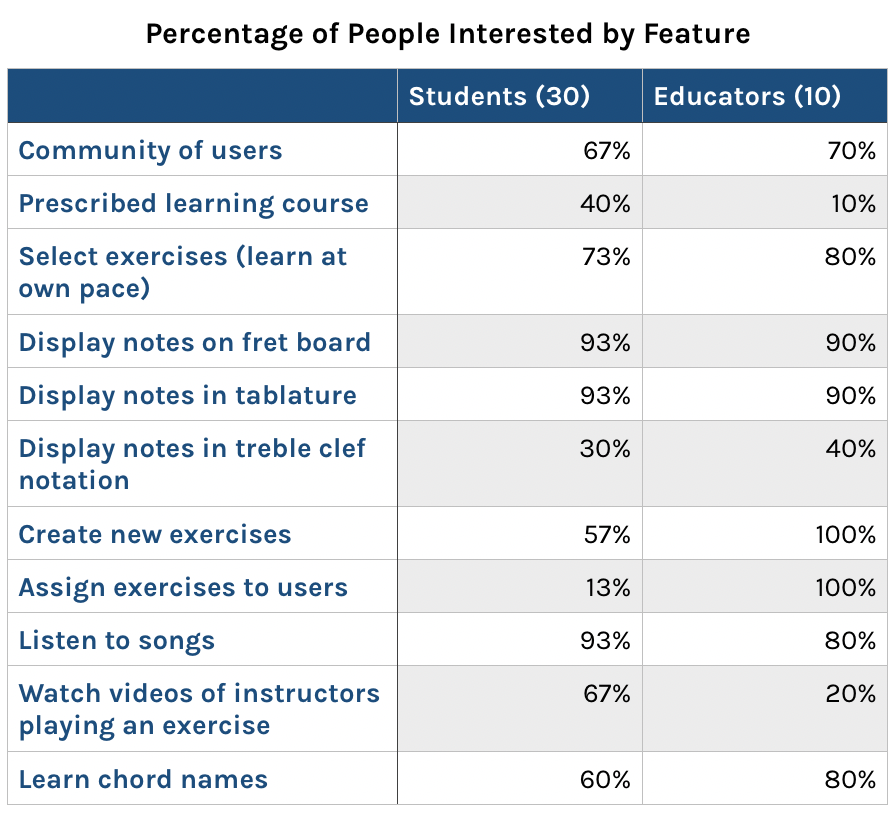 Percentage of People Interested by Feature
Students (30) Educators (10)
Community of users 67% 70%
Prescribed learning course 40% 10%
Select exercises (learn at 73% 80%
own pace)
Display notes on fret board 93% 90%
Display notes in tablature 93% 90%
Display notes in treble clef 30% 40%
notation
Create new exercises 57% 100%
Assign exercises to users 13% 100%
Listen to songs 93% 80%
Watch videos of instructors 67% 20%
playing an exercise
Learn chord names 60% 80%